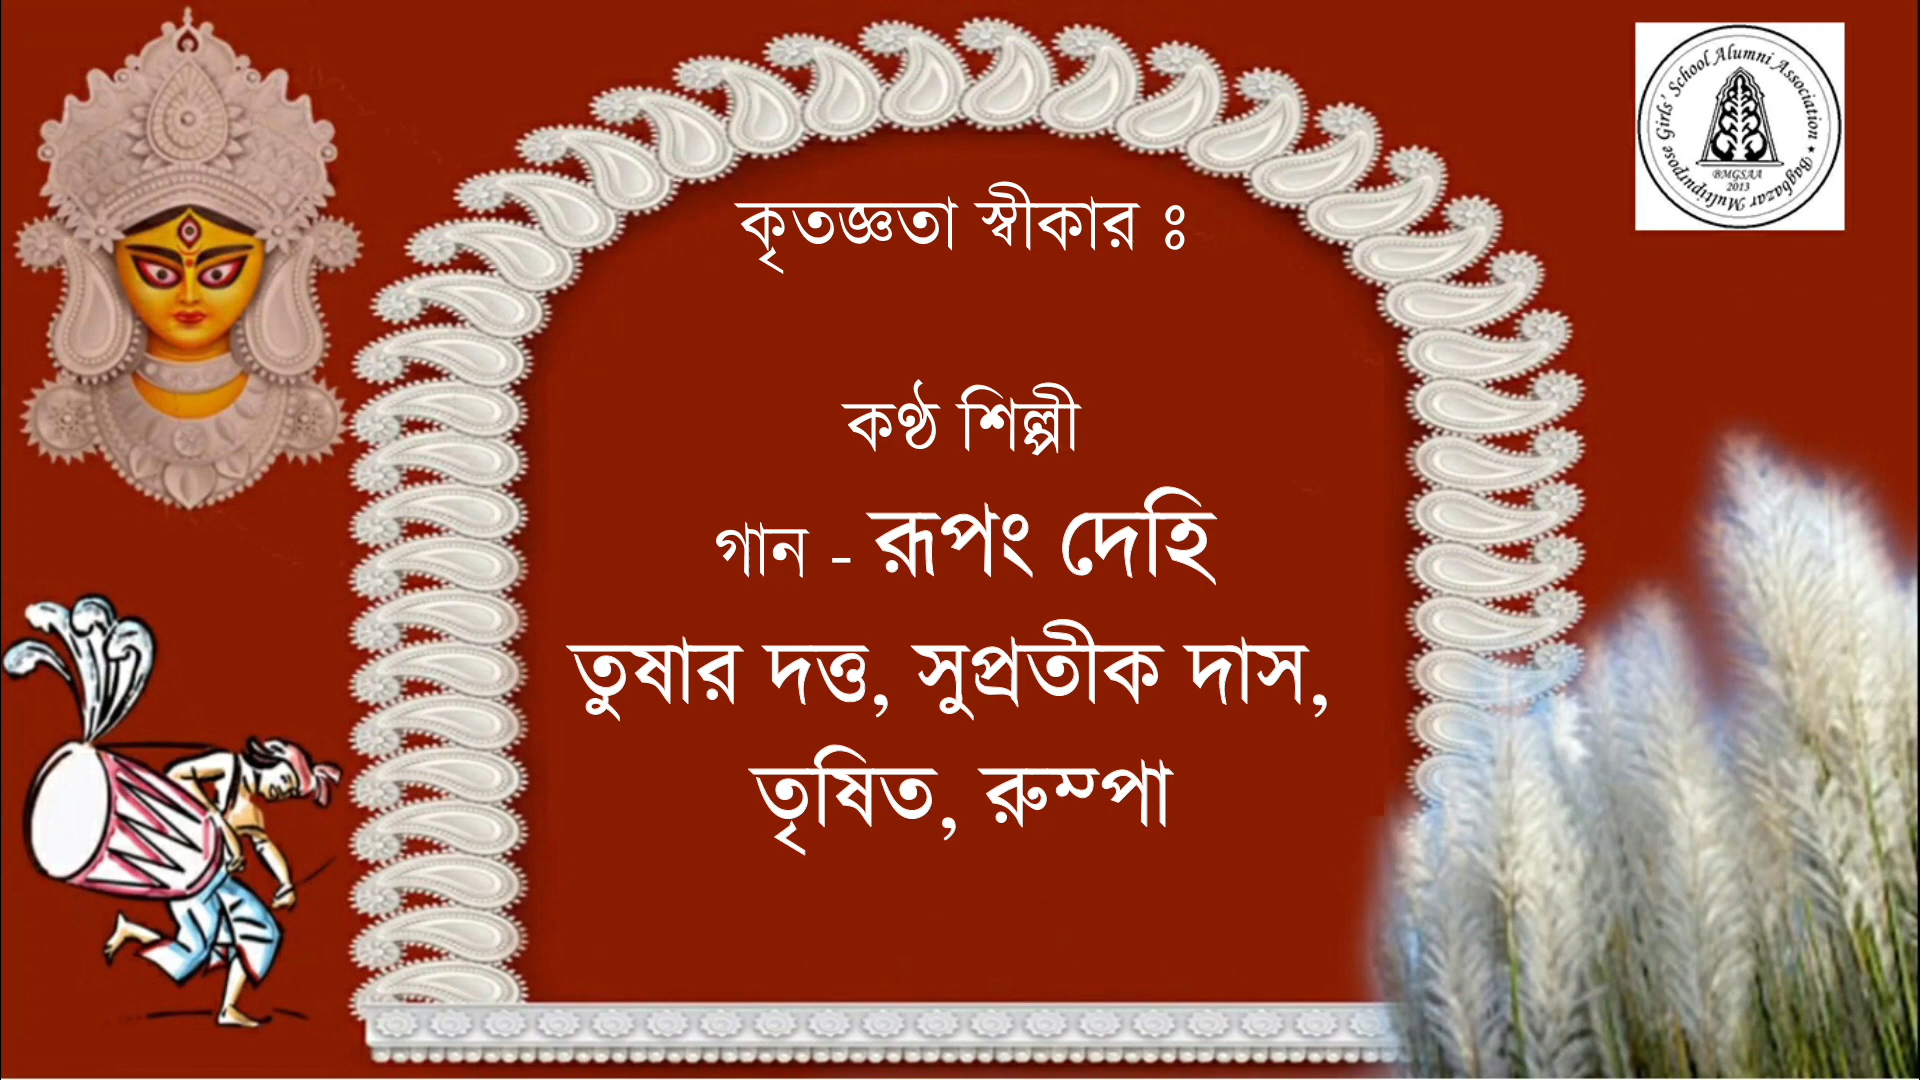 কৃতজ্ঞতা স্বীকার ঃ
কণ্ঠ শিল্পী
গান - রূপং দেহি
তুষার দত্ত, সুপ্রতীক দাস,
তৃষিত, রুম্পা
Bagbazar Multipurpose Girls' School Alumni Association
BMGSAA
2013